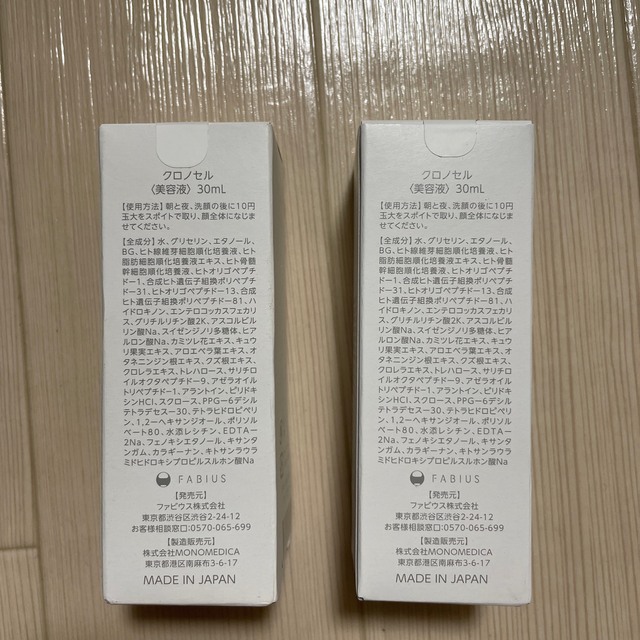 クロノセル
〈美容液〉30mL
【使用方法】朝と夜、洗顔の後に10円
玉大をスポイトで取り、顔全体になじま
せてください。
【全成分】水、グリセリン、エタノール、
BG、ヒト線維芽細胞順化培養液、ヒト
脂肪細胞順化培養液エキス、ヒト骨髄
幹細胞順化培養液、ヒトオリゴペプチ
ド-1、合成ヒト遺伝子組換ポリペプチ
ド-31、ヒトオリゴペプチド-13、合成
ヒト遺伝子組換ポリペプチド-81、ハ
イドロキノン、エンテロコッカスフェカリ
ス、グリチルリチン酸2K、アスコルビル
リン酸Na、スイゼンジノリ多糖体、ヒア
ルロン酸Na、カミツレ花エキス、キュウ
リ果実エキス、アロエベラ葉エキス、オ
タネニンジン根エキス、クズ根エキス、
クロレラエキス、トレハロース、サリチロ
イルオクタペプチド-9、アゼラオイル
トリペプチド-1、アラントイン、ピリドキ
シンHCl、スクロース、PPG-6デシル
テトラデセス-30、テトラヒドロピペリ
ン、1,2-ヘキサンジオール、ポリソル
ベート80、水添レシチン、EDTA-
2Na、フェノキシエタノール、キサンタ
ンガム、カラギーナン、キトサンラウラ
ミドヒドロキシプロピルスルホン酸Na
FABIUS
【発売元】
ファビウス株式会社
東京都渋谷区渋谷2-24-12
お客様相談窓口:0570-065-699
【製造販売元】
株式会社MONOMEDICA
東京都港区南麻布3-6-17
MADE IN JAPAN
クロノセル
〈美容液〉30mL
【使用方法】朝と夜、洗顔の後に10円
玉大をスポイトで取り、顔全体になじま
せてください。
【全成分】水、グリセリン、エタノール、
BG、ヒト線維芽細胞順化培養液、ヒト
脂肪細胞順化培養液エキス、ヒト骨髄
幹細胞順化培養液、ヒトオリゴペプチ
ド-1、合成ヒト遺伝子組換ポリペプチ
ド-31、ヒトオリゴペプチド-13、合成
ヒト遺伝子組換ポリペプチド-81、ハ
イドロキノン、エンテロコッカスフェカリ
ス、グリチルリチン酸2K、アスコルビル
リン酸Na、スイゼンジノリ多糖体、ヒア
ルロン酸Na、カミツレ花エキス、キュウ
リ果実エキス、アロエベラ葉エキス、オ
タネニンジン根エキス、クズ根エキス、
クロレラエキス、トレハロース、サリチロ
イルオクタペプチド-9、アゼラオイル
トリペプチド-1、アラントイン、ピリドキ
シンHCl、スクロース、PPG-6デシル
テトラデセス-30、テトラヒドロピペリ
ン、1,2-ヘキサンジオール、ポリソル
ベート80、水添レシチン、EDTA-
2Na、フェノキシエタノール、キサンタ
ンガム、カラギーナン、キトサンラウラ
ミドヒドロキシプロピルスルホン酸Na
FABIUS
【発売元】
ファビウス株式会社
東京都渋谷区渋谷2-24-12
お客様相談窓口:0570-065-699
【製造販売元】
株式会社MONOMEDICA
東京都港区南麻布3-6-17
MADE IN JAPAN